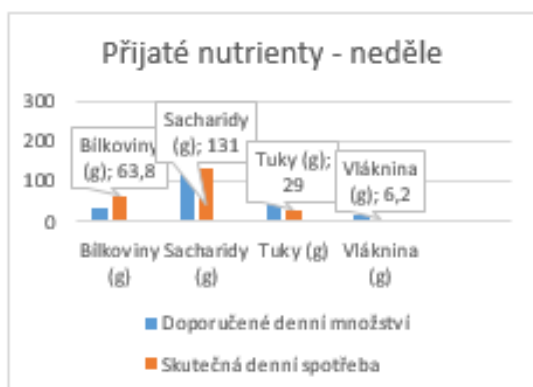 Přijaté nutrienty - neděle
300
200
100
0
Bílkoviny
(g); 63,8
Sacharidy
(g); 131
Tuky (g);
29
Vláknina
(g); 6,2
Bílkoviny
(g)
Sacharidy
(g)
Tuky (g)
Vláknina
(g)
Doporučené denní množství
Skutečná denní spotřeba